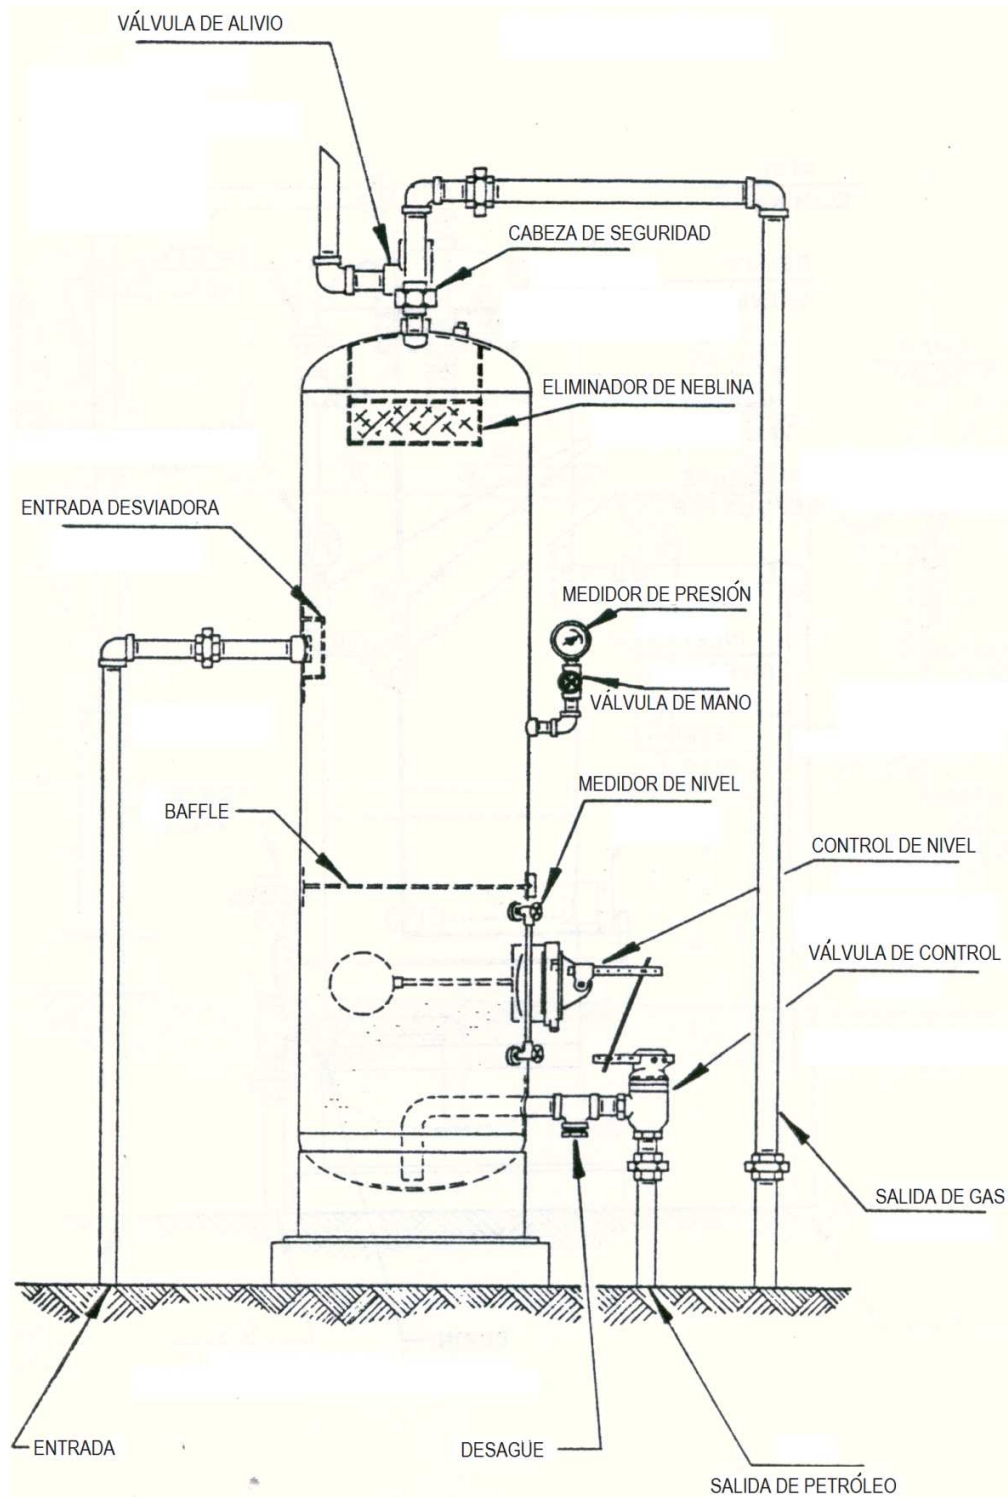 VÁLVULA DE ALIVIO
CABEZA DE SEGURIDAD
ELIMINADOR DE NEBLINA
ENTRADA DESVIADORA
MEDIDOR DE PRESIÓN
VÁLVULA DE MANO
MEDIDOR DE NIVEL
BAFFLE
CONTROL DE NIVEL
VÁLVULA DE CONTROL
SALIDA DE GAS
ENTRADA
DESAGÜE
SALIDA DE PETRÓLEO